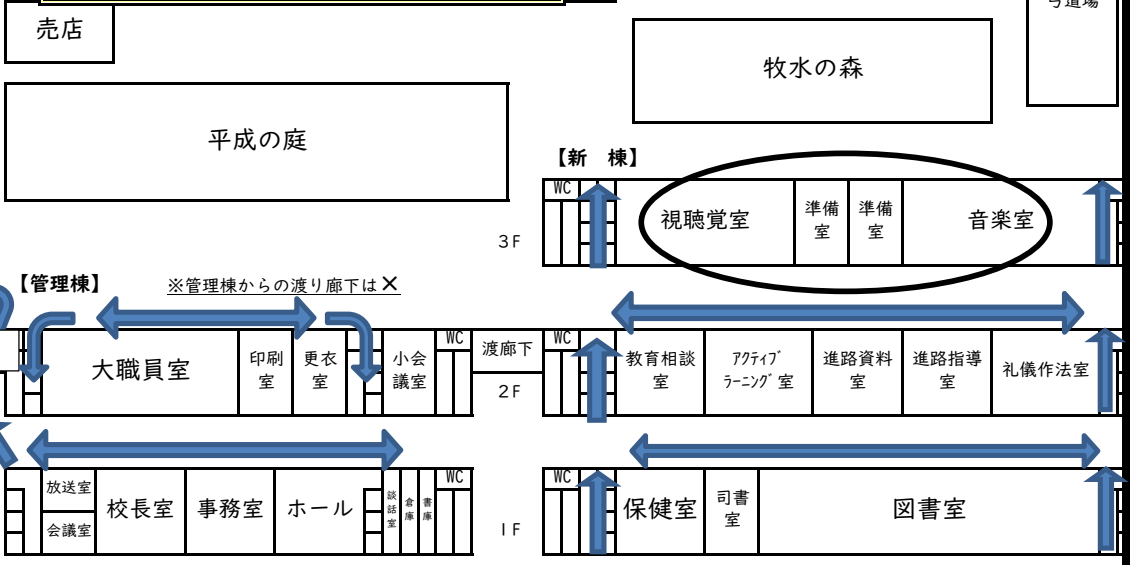 売店
弓道場
牧水の森
平成の庭
【新　棟】
WC
視聴覚室
準備
室
準備
室
音楽室
3F
【管理棟】
※管理棟からの渡り廊下は×
大職員室
印刷
室
更衣
室
小会
議室
WC
渡廊下
2F
WC
教育相談
室
ｱｸﾃｨﾌﾞ
ﾗｰﾆﾝｸﾞ室
進路資料
室
進路指導
室
礼儀作法室
放送室
会議室
校長室
事務室
ホール
談話室
倉庫
書庫
WC
1F
WC
保健室
司書
室
図書室